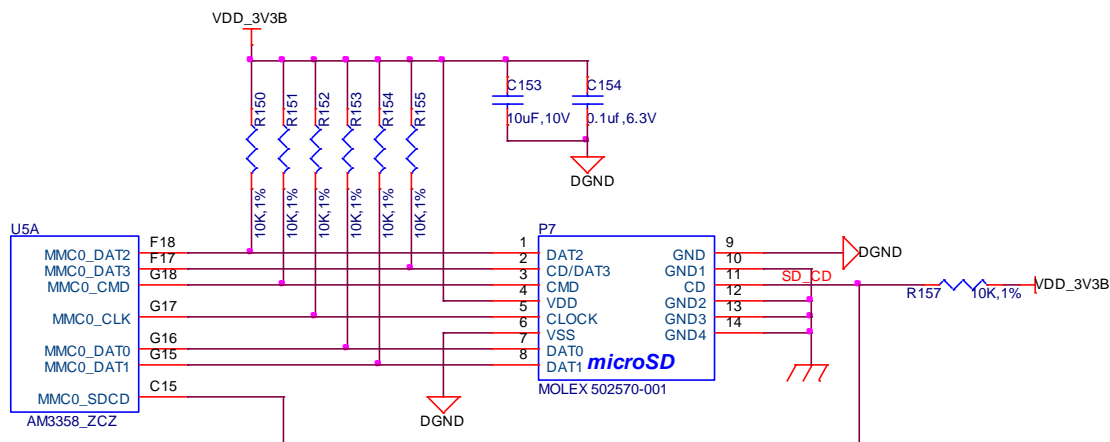 VDD_3V3B
R150
R151
R152
R153
R154
R155
10K,1%
10K,1%
10K,1%
10K,1%
10K,1%
10K,1%
C153
10uF,10V
C154
0.1uf,6.3V
DGND
U5A
MMC0_DAT2
MMC0_DAT3
MMC0_CMD
MMC0_CLK
MMC0_DAT0
MMC0_DAT1
MMC0_SDCD
F18
F17
G18
G17
G16
G15
C15
AM3358_ZCZ
DGND
P7
1
2
3
4
5
6
7
8
DAT2
CD/DAT3
CMD
VDD
CLOCK
VSS
DAT0
DAT1
GND
GND1
CD
GND2
GND3
GND4
microSD
MOLEX 502570-001
9
10
11
12
13
14
DGND
SD_CD
R157
10K,1%
VDD_3V3B